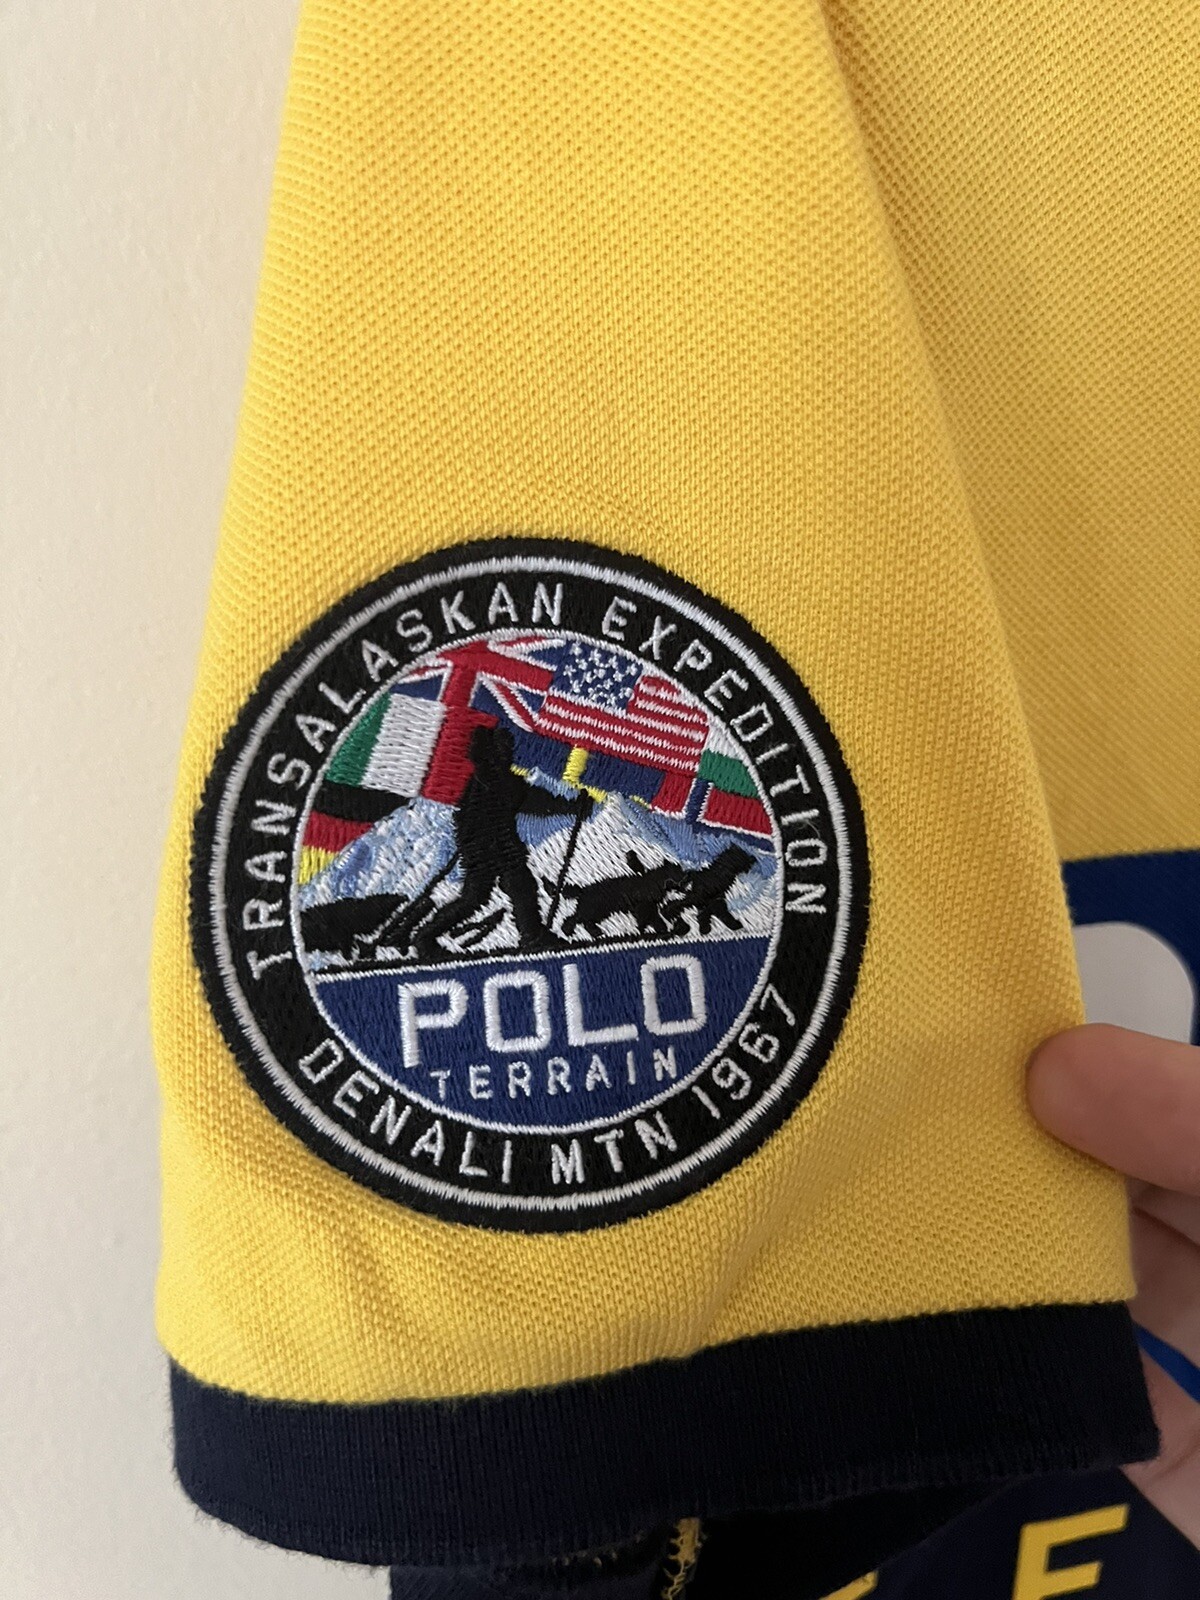 TRANSALASKAN EXPEDITION
POLO
TERRAIN
DENALI MTN 1967
E